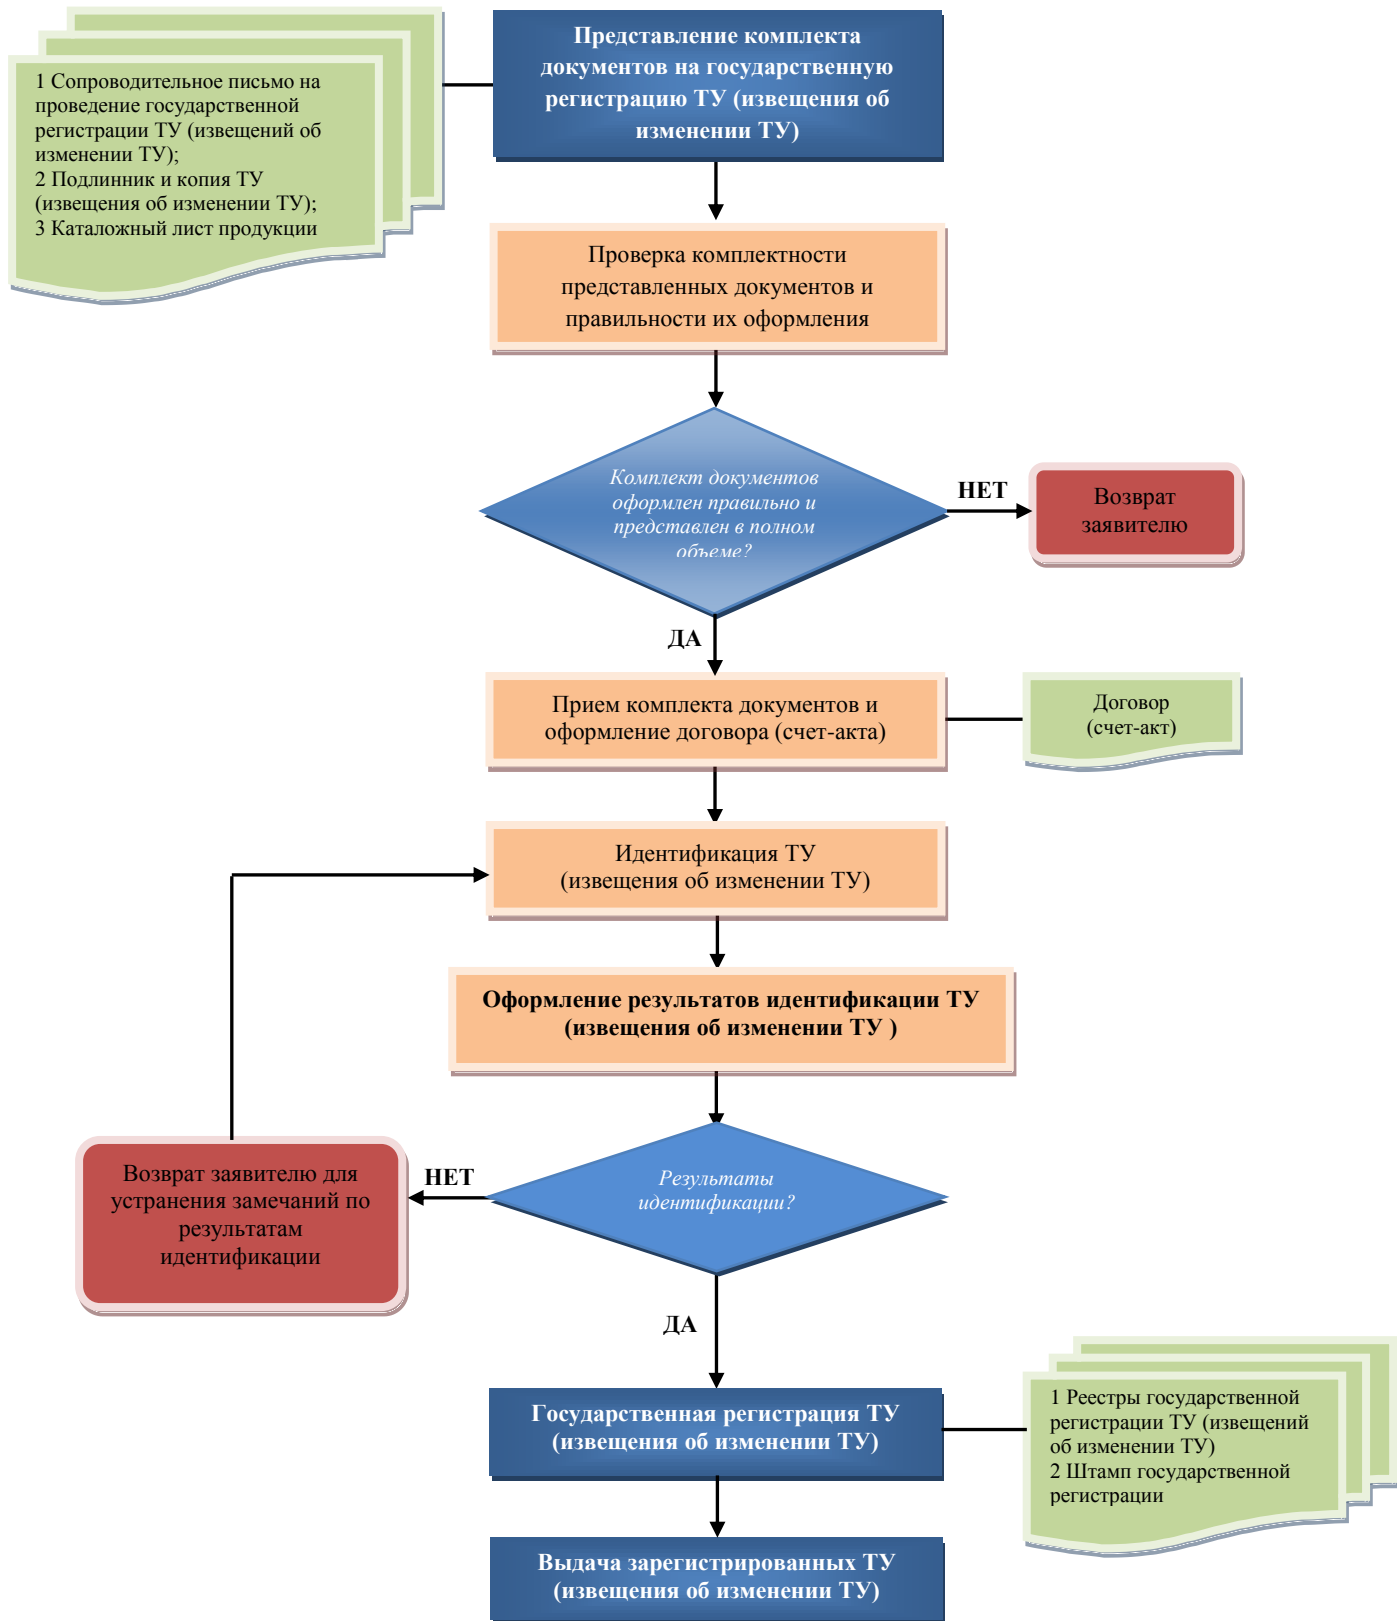 Представление комплекта
документов на государственную
регистрацию ТУ (извещения об
изменении ТУ)
1 Сопроводительное письмо на
проведение государственной
регистрации ТУ (извещений об
изменении ТУ);
2 Подлинник и копия ТУ
(извещения об изменении ТУ);
3 Каталожный лист продукции
Проверка комплектности
представленных документов и
правильности их оформления
Комплект документов
оформлен правильно и
представлен в полном
объеме?
НЕТ
Возврат
заявителю
ДА
Прием комплекта документов и
оформление договора (счет-акта)
Договор
(счет-акт)
Идентификация ТУ
(извещения об изменении ТУ)
Оформление результатов идентификации ТУ
(извещения об изменении ТУ )
Результаты
идентификации?
НЕТ
Возврат заявителю для
устранения замечаний по
результатам
идентификации
ДА
Государственная регистрация ТУ
(извещения об изменении ТУ)
1 Реестры государственной
регистрации ТУ (извещений
об изменении ТУ)
2 Штамп государственной
регистрации
Выдача зарегистрированных ТУ
(извещения об изменении ТУ)